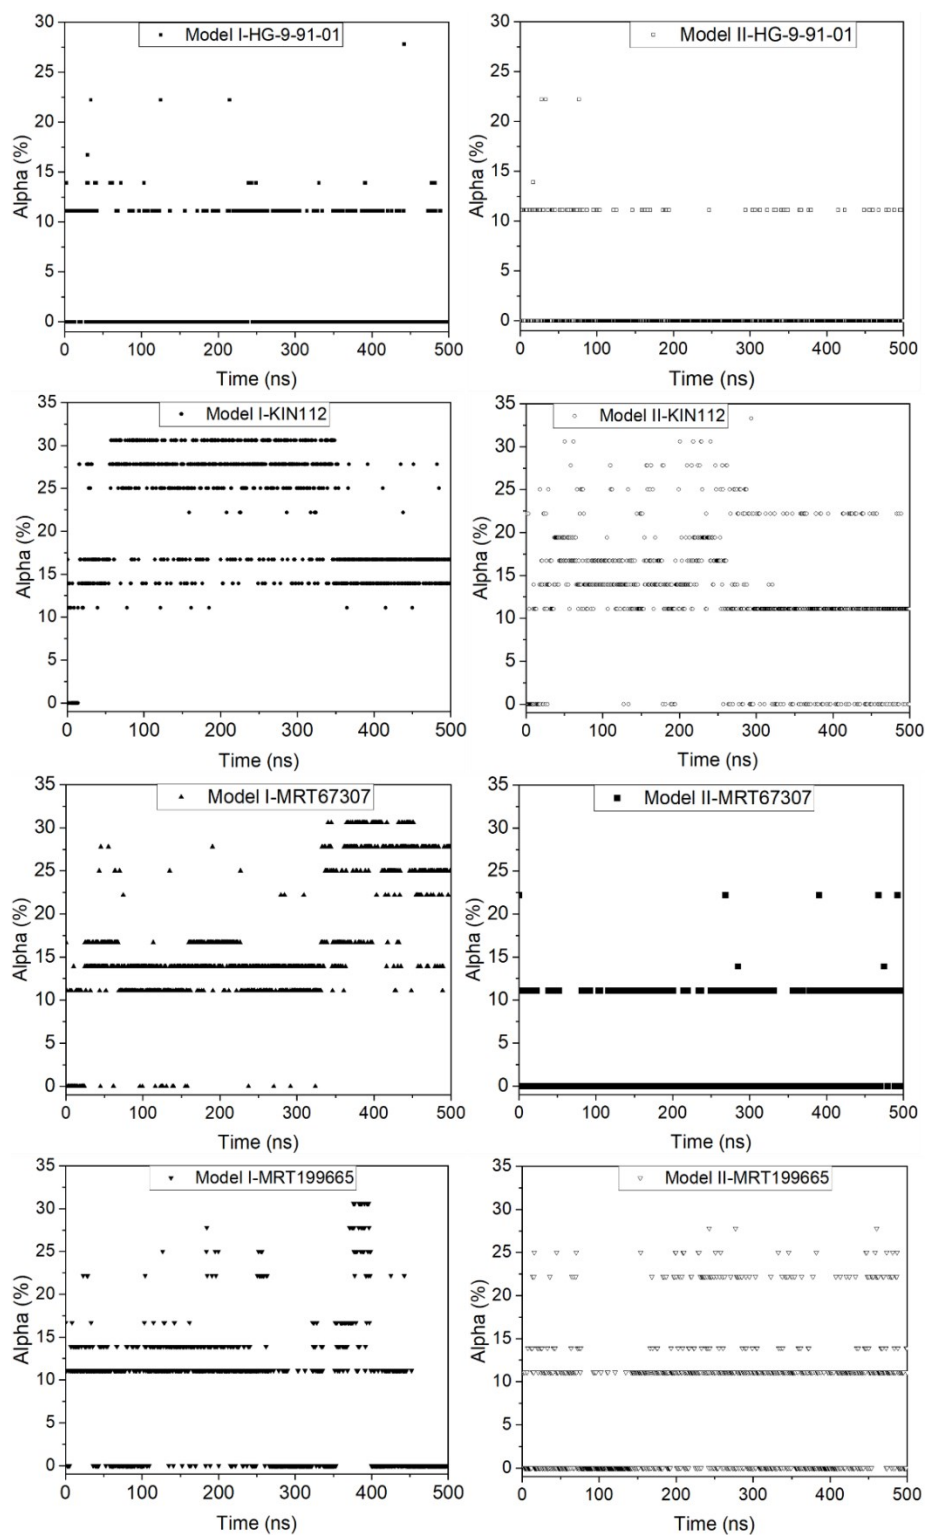 Model I-HG-9-91-01
30
25
20
15
10
5
0
Alpha (%)
0 100 200 300 400 500
Time (ns)
Model II-HG-9-91-01
30
25
20
15
10
5
0
Alpha (%)
0 100 200 300 400 500
Time (ns)
Model I-KIN112
35
30
25
20
15
10
5
0
Alpha (%)
0 100 200 300 400 500
Time (ns)
Model II-KIN112
35
30
25
20
15
10
5
0
Alpha (%)
0 100 200 300 400 500
Time (ns)
Model I-MRT67307
35
30
25
20
15
10
5
0
Alpha (%)
0 100 200 300 400 500
Time (ns)
Model II-MRT67307
35
30
25
20
15
10
5
0
Alpha (%)
0 100 200 300 400 500
Time (ns)
Model I-MRT199665
35
30
25
20
15
10
5
0
Alpha (%)
0 100 200 300 400 500
Time (ns)
Model II-MRT199665
35
30
25
20
15
10
5
0
Alpha (%)
0 100 200 300 400 500
Time (ns)